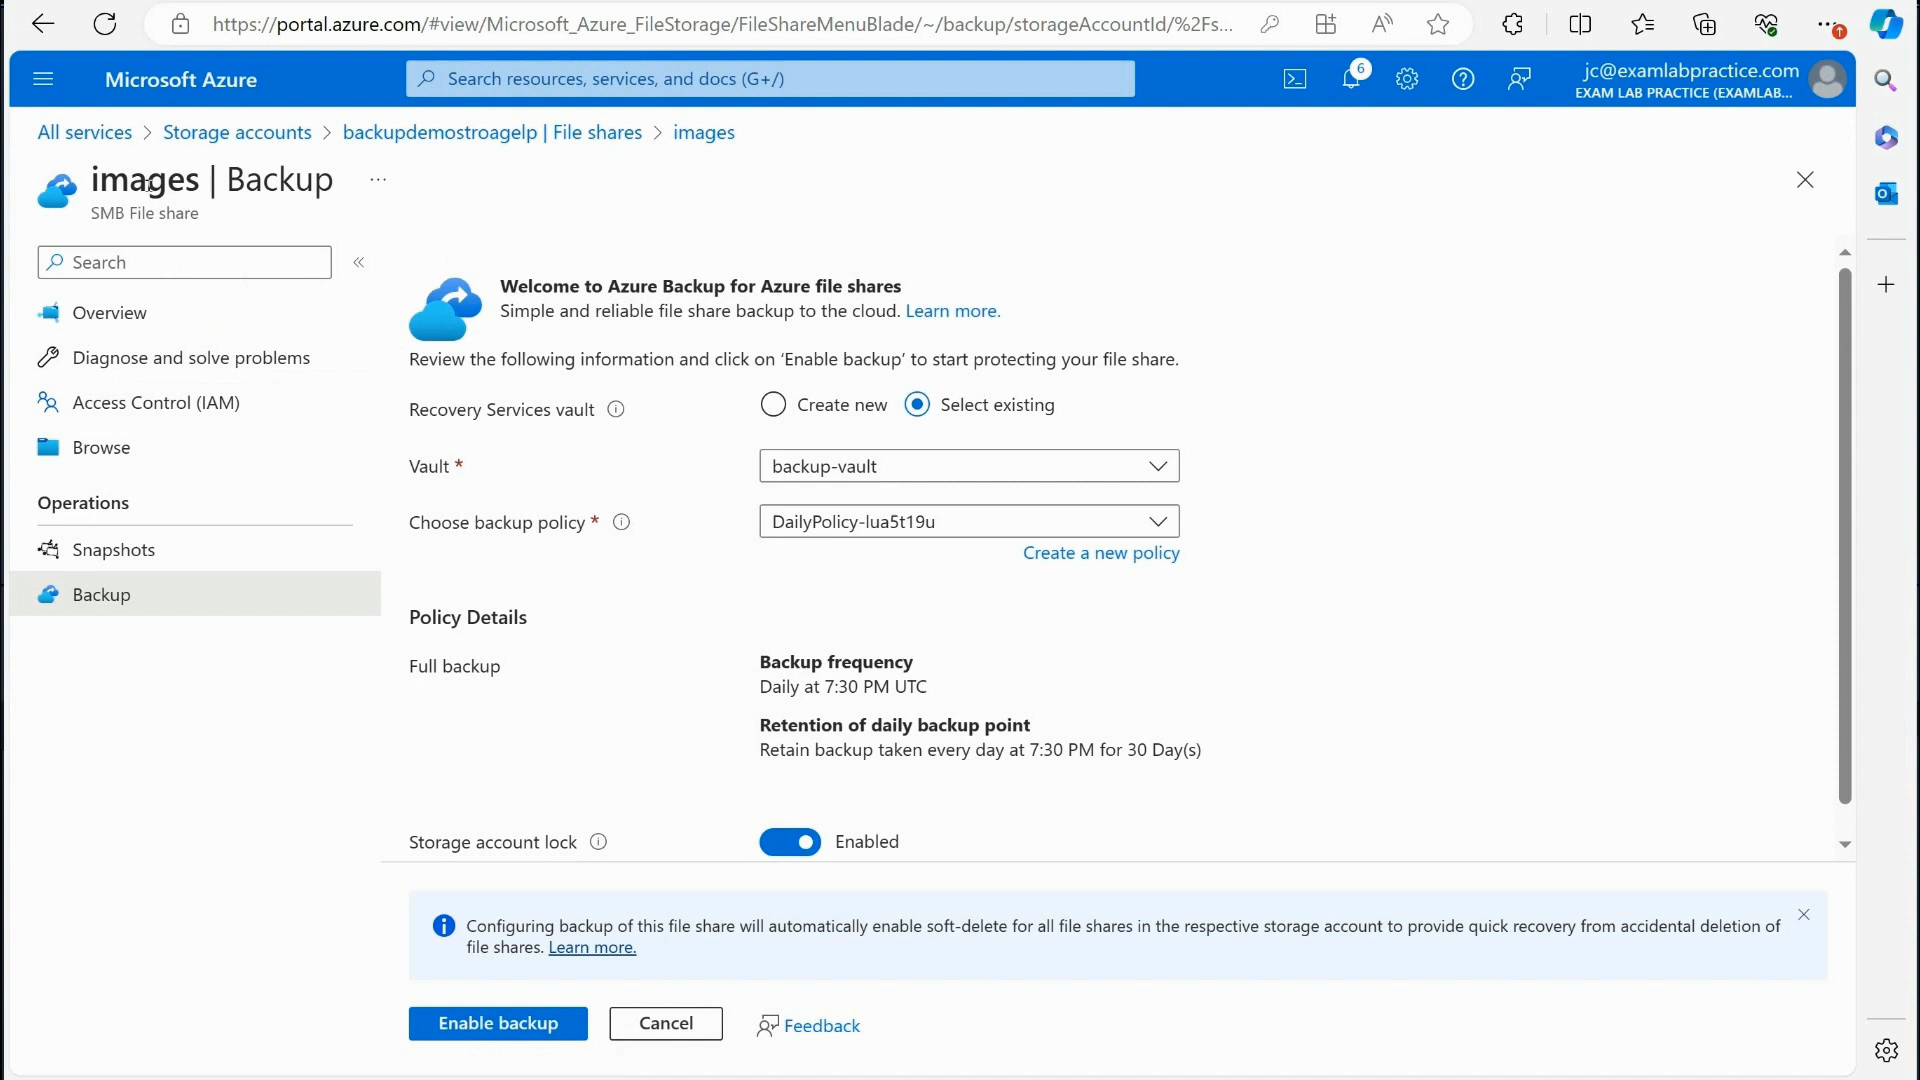 https://portal.azure.com/#view/Microsoft_Azure_FileStorage/FileShareMenuBlade/~/backup/storageAccountId/%2Fs...
Microsoft Azure
Search resources, services, and docs (G+/)
6
jc@examlabpractice.com
EXAM LAB PRACTICE (EXAMLAB...
All services > Storage accounts > backupdemostroagelp | File shares > images
images | Backup ...
SMB File share
Search
Overview
Diagnose and solve problems
Access Control (IAM)
Browse
Operations
Snapshots
Backup
Welcome to Azure Backup for Azure file shares
Simple and reliable file share backup to the cloud. Learn more.
Review the following information and click on ‘Enable backup’ to start protecting your file share.
Recovery Services vault
Create new
Select existing
Vault *
backup-vault
Choose backup policy *
DailyPolicy-lua5t19u
Create a new policy
Policy Details
Full backup
Backup frequency
Daily at 7:30 PM UTC
Retention of daily backup point
Retain backup taken every day at 7:30 PM for 30 Day(s)
Storage account lock
Enabled
Configuring backup of this file share will automatically enable soft-delete for all file shares in the respective storage account to provide quick recovery from accidental deletion of
file shares. Learn more.
Enable backup
Cancel
Feedback